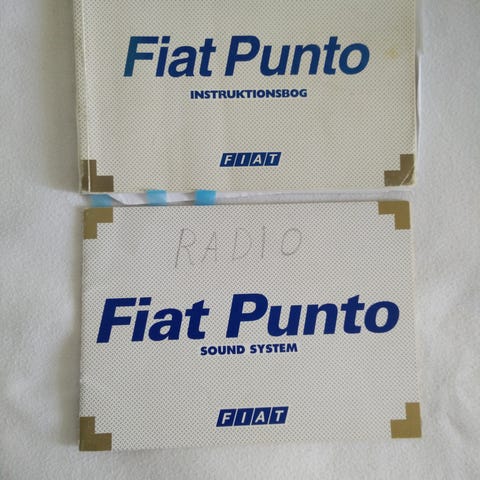 Fiat Punto
INSTRUKTIONSBOG
FIAT
RADIO
Fiat Punto
SOUND SYSTEM
FIAT